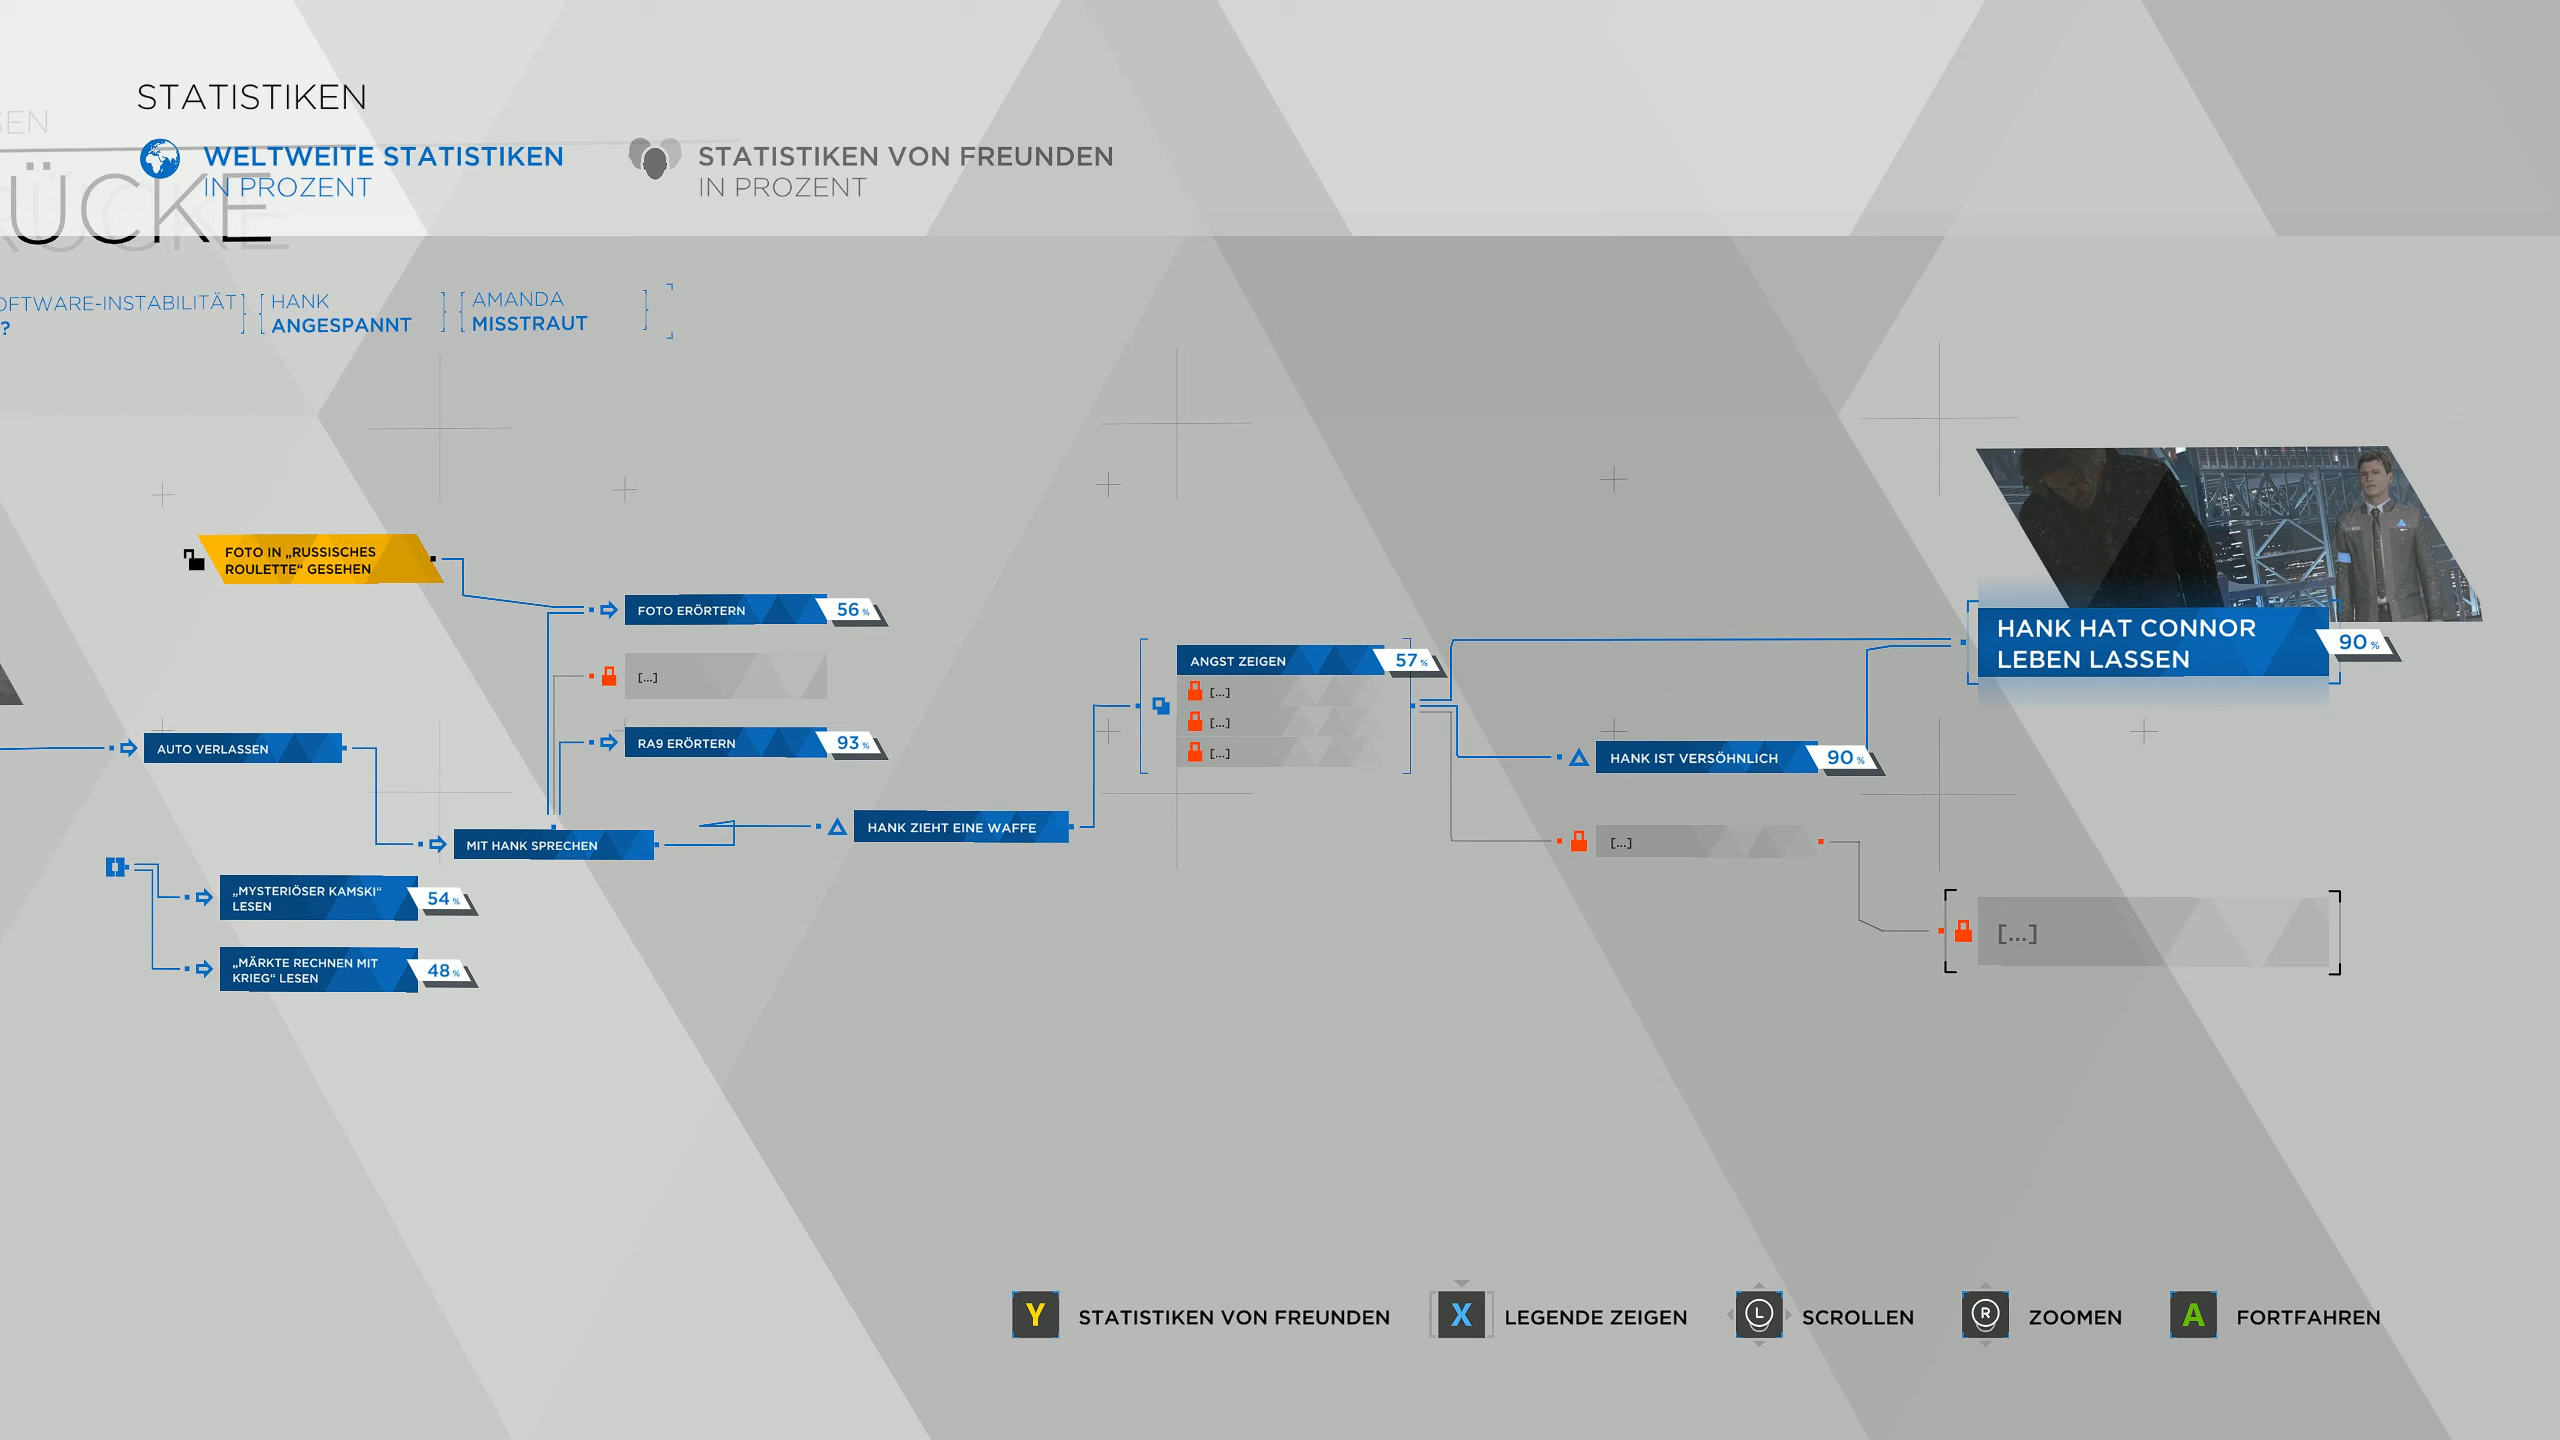 STATISTIKEN
WELTWEITE STATISTIKEN
IN PROZENT
STATISTIKEN VON FREUNDEN
IN PROZENT
SEN
ÜCKE
OFTWARE-INSTABILITÄT
?
HANK
ANGESPANNT
AMANDA
MISSTRAUT
FOTO IN „RUSSISCHES
ROULETTE“ GESEHEN
FOTO ERÖRTERN
56 %
[...]
RA9 ERÖRTERN
93 %
AUTO VERLASSEN
MIT HANK SPRECHEN
„MYSTERIÖSER KAMSKI“
LESEN
54 %
„MÄRKTE RECHNEN MIT
KRIEG“ LESEN
48 %
HANK ZIEHT EINE WAFFE
ANGST ZEIGEN
57 %
[...]
[...]
[...]
HANK IST VERSÖHNLICH
90 %
[...]
HANK HAT CONNOR
LEBEN LASSEN
90 %
[...]
Y STATISTIKEN VON FREUNDEN
X LEGENDE ZEIGEN
L SCROLLEN
R ZOOMEN
A FORTFAHREN